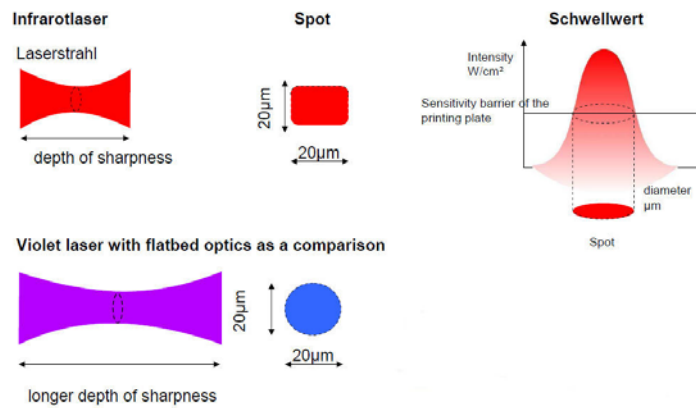 Infrarotlaser
Laserstrahl
depth of sharpness
Spot
20µm
20µm
Schwellwert
Intensity
W/cm²
Sensitivity barrier of the
printing plate
diameter
µm
Spot
Violet laser with flatbed optics as a comparison
longer depth of sharpness
20µm
20µm